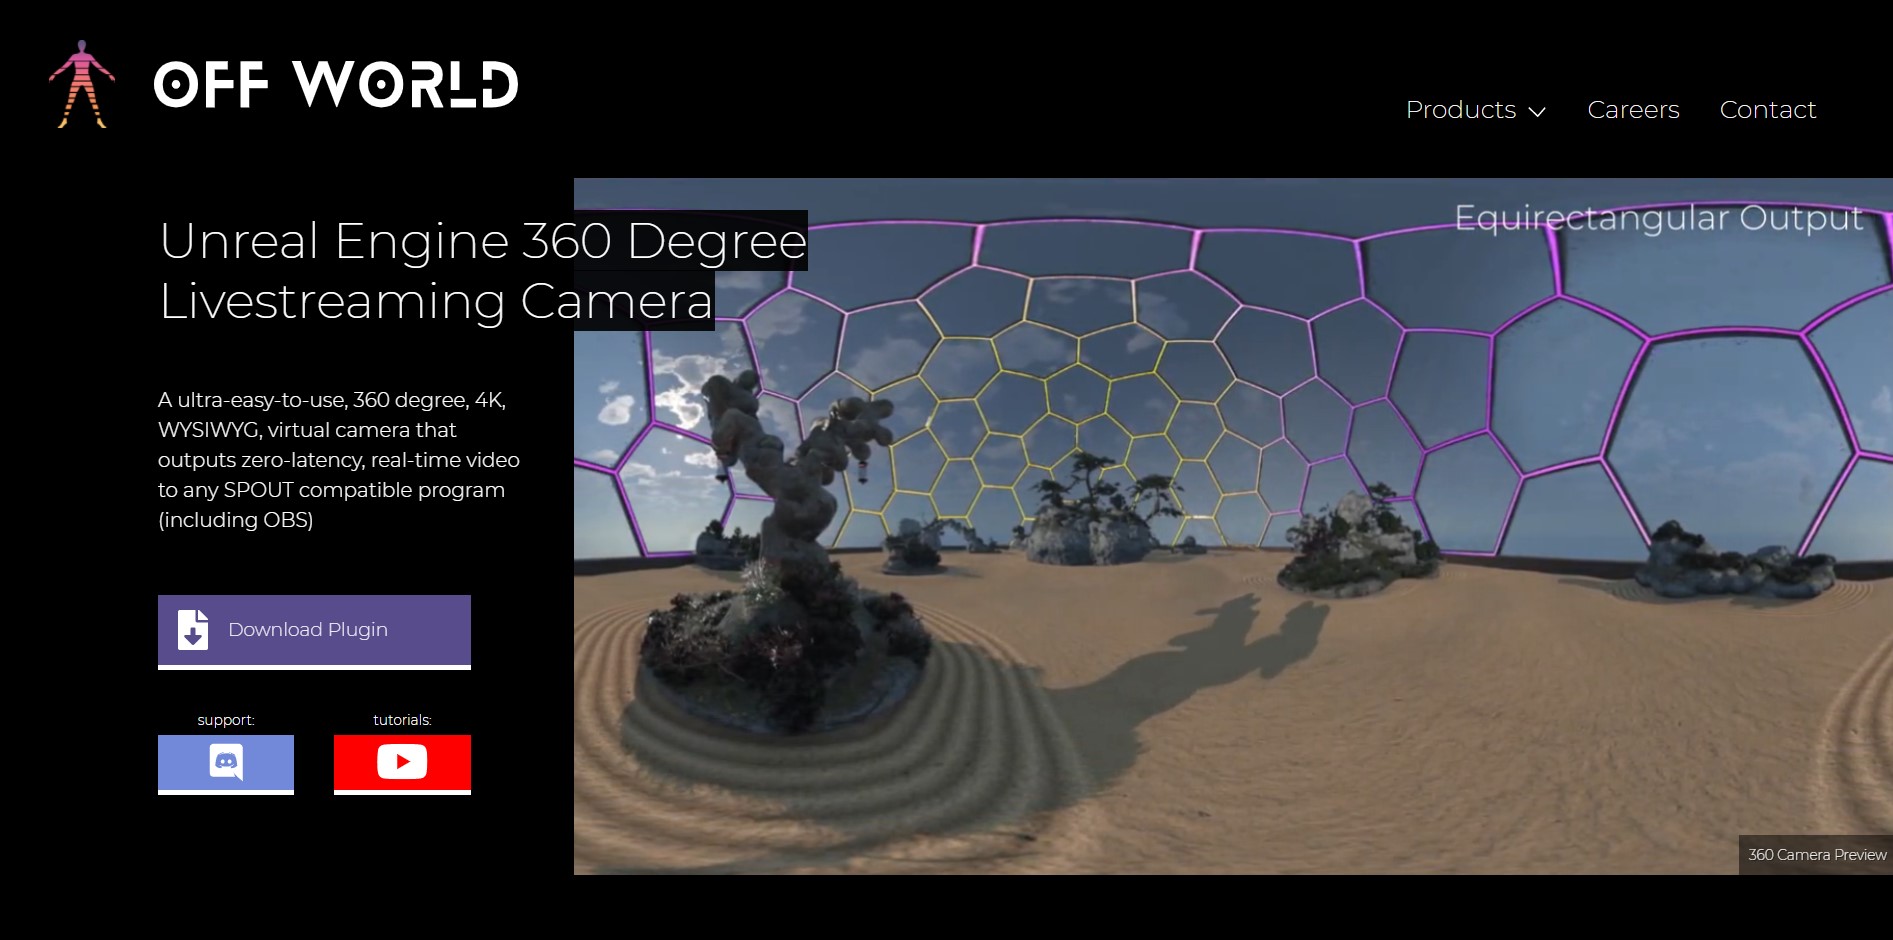 OFF WORLD
Products
Careers
Contact
Unreal Engine 360 Degree
Livestreaming Camera
Equirectangular Output
A ultra-easy-to-use, 360 degree, 4K,
WYSIWYG, virtual camera that
outputs zero-latency, real-time video
to any SPOUT compatible program
(including OBS)
Download Plugin
support:
tutorials:
360 Camera Preview